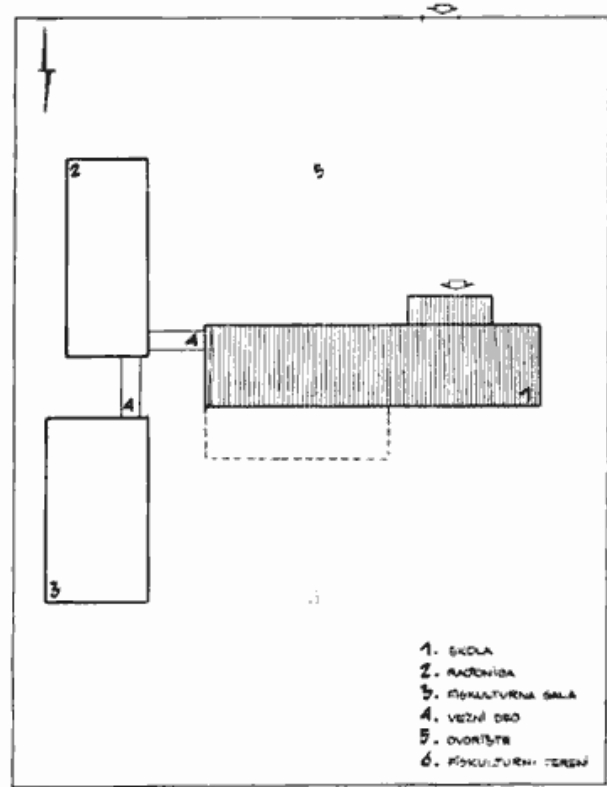 2
5
4
1
4
3
1. ŠKOLA
2. RADIONICA
3. FISKULTURNA SALA
4. VEZNI DEO
5. DVORIŠTE
6. FISKULTURNI TERENI